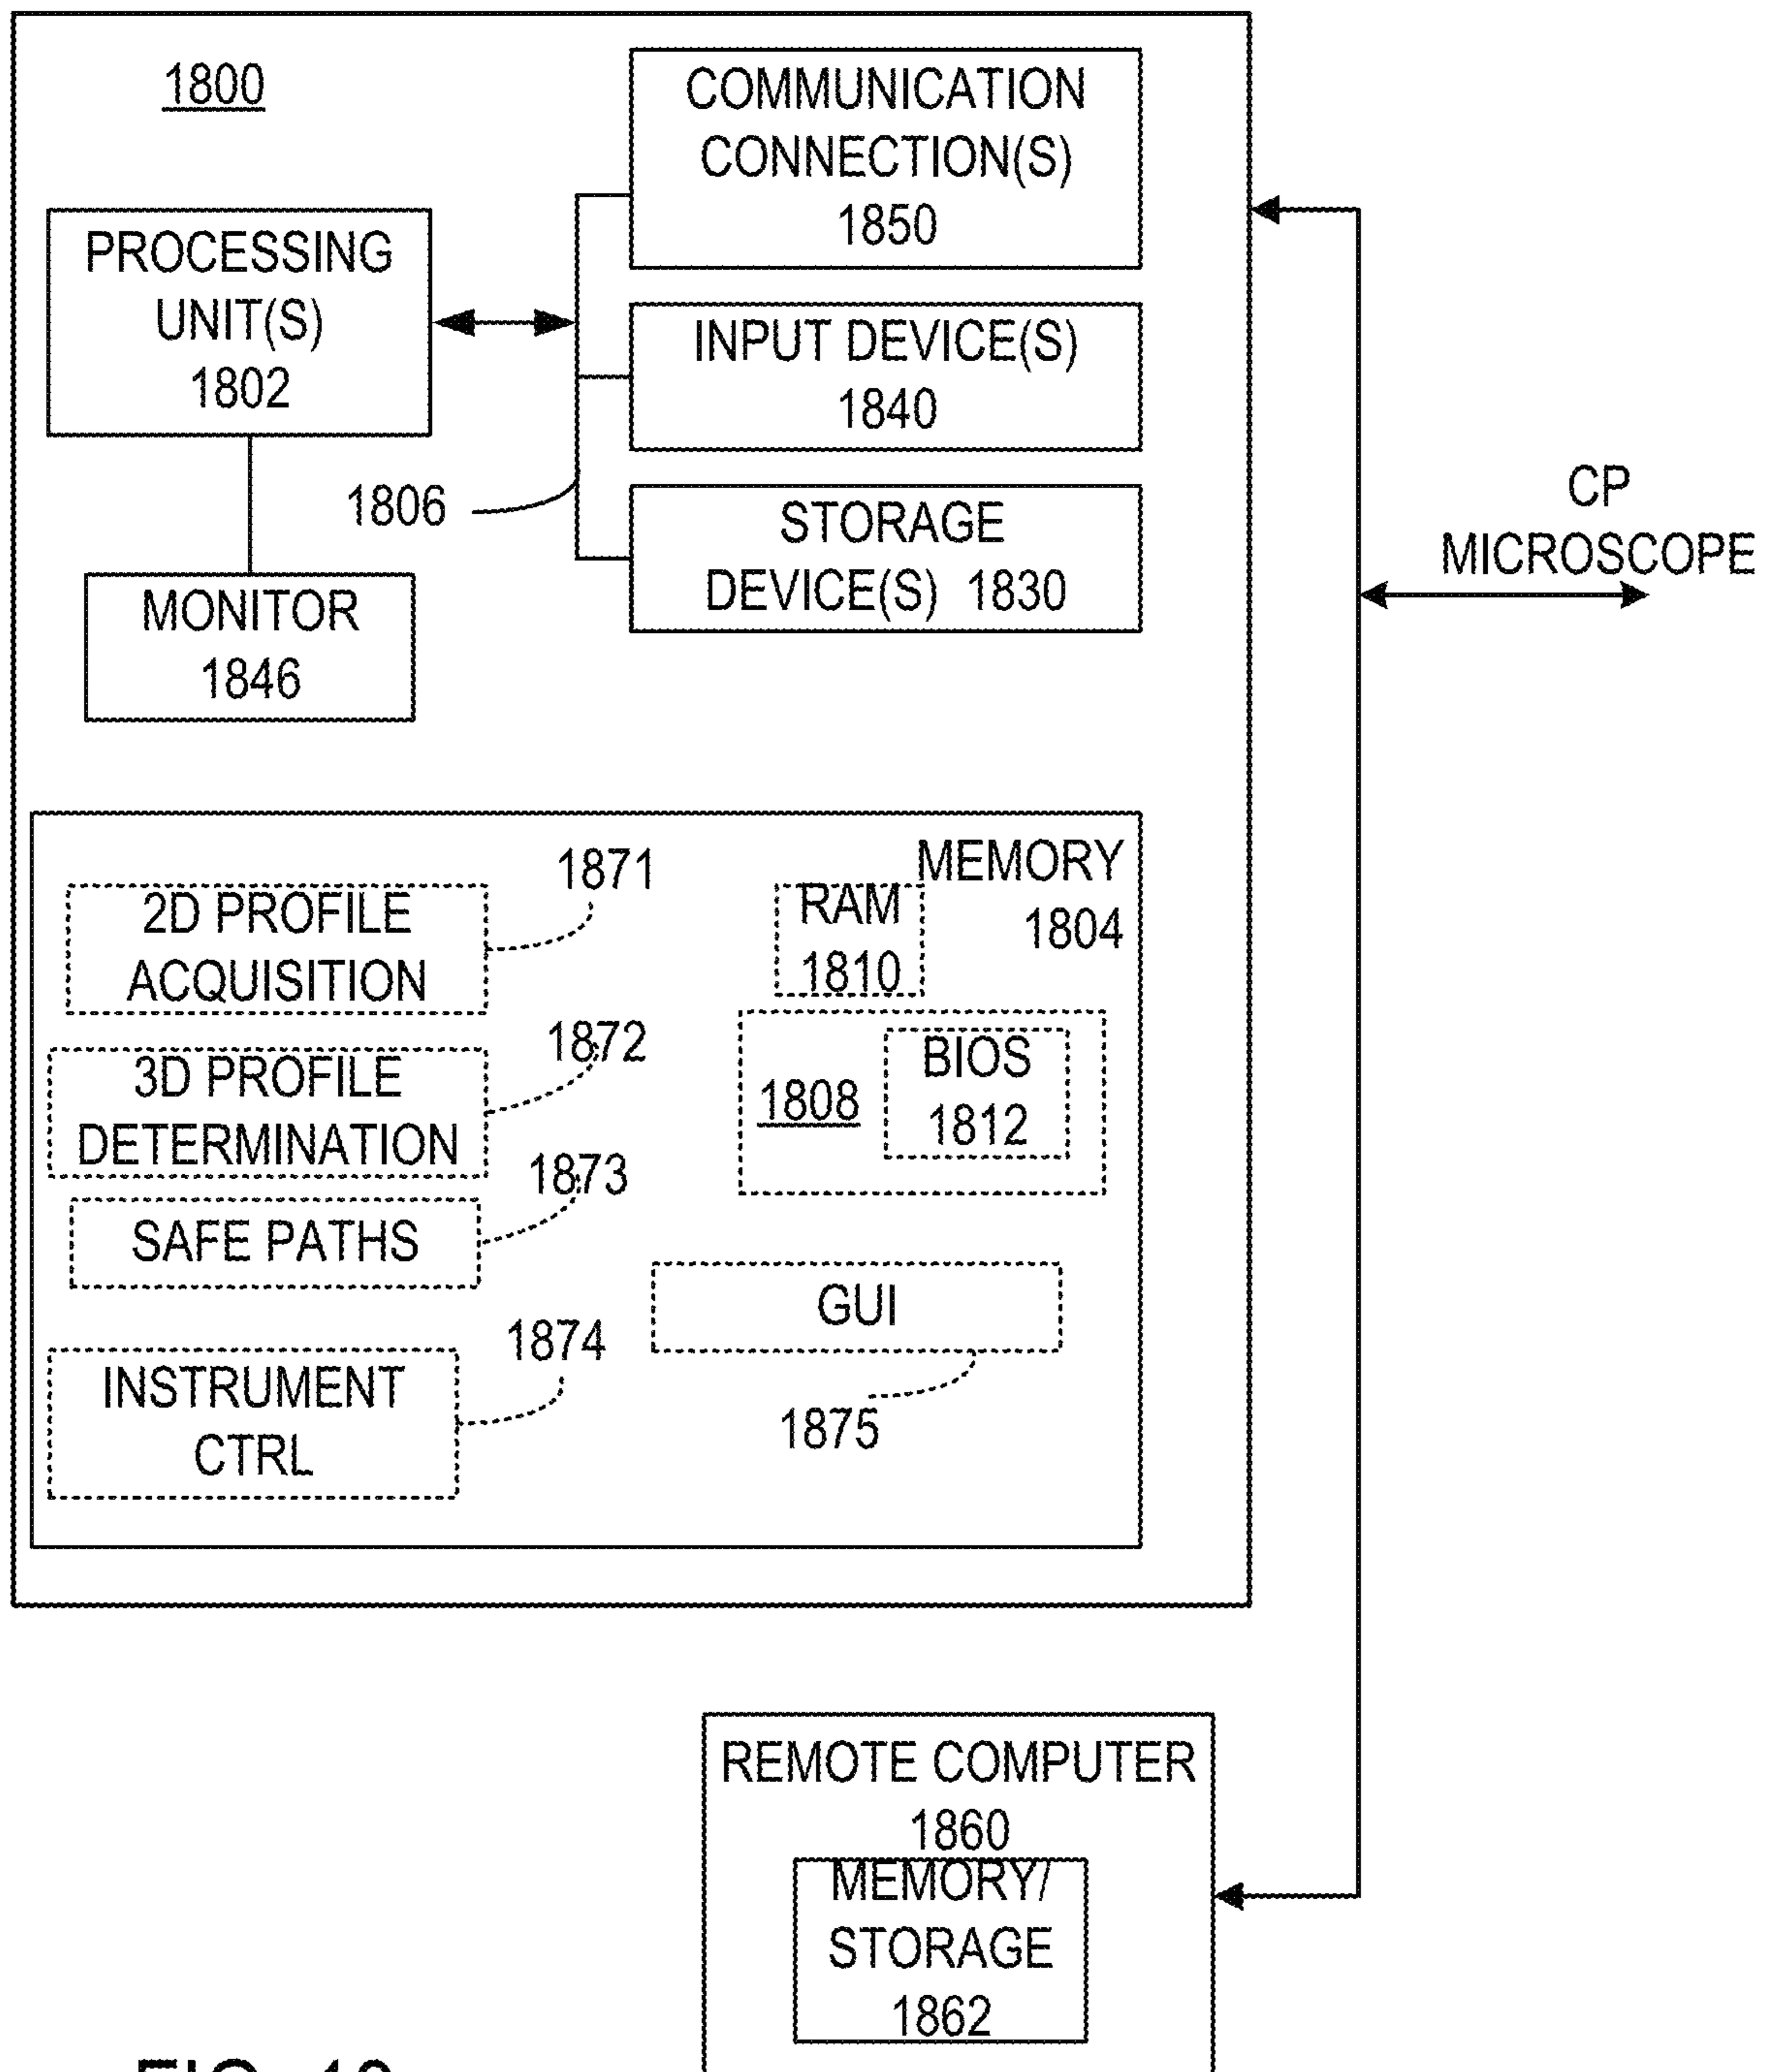 1800
COMMUNICATION
CONNECTION(S)
1850
PROCESSING
UNIT(S)
1802
INPUT DEVICE(S)
1840
1806
STORAGE
DEVICE(S) 1830
MONITOR
1846
CP
MICROSCOPE
MEMORY
1804
1871
2D PROFILE
ACQUISITION
RAM
1810
1872
3D PROFILE
DETERMINATION
1808
BIOS
1812
1873
SAFE PATHS
GUI
1875
1874
INSTRUMENT
CTRL
REMOTE COMPUTER
1860
MEMORY/
STORAGE
1862